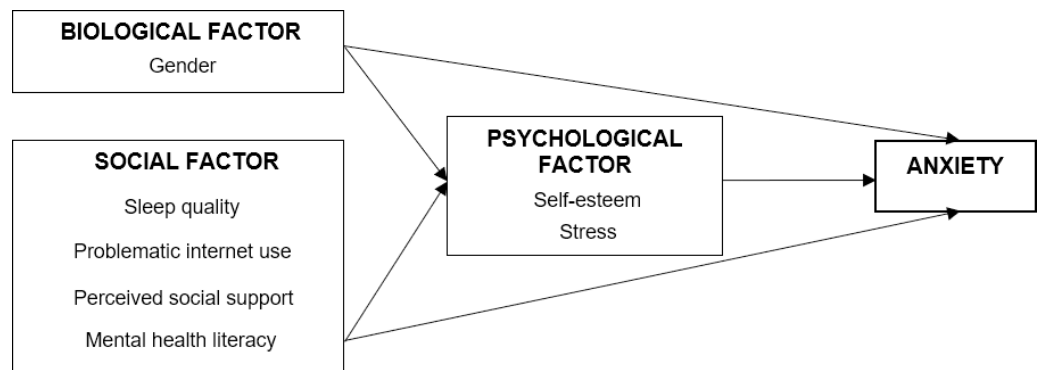 BIOLOGICAL FACTOR
Gender
SOCIAL FACTOR
Sleep quality
Problematic internet use
Perceived social support
Mental health literacy
PSYCHOLOGICAL
FACTOR
Self-esteem
Stress
ANXIETY